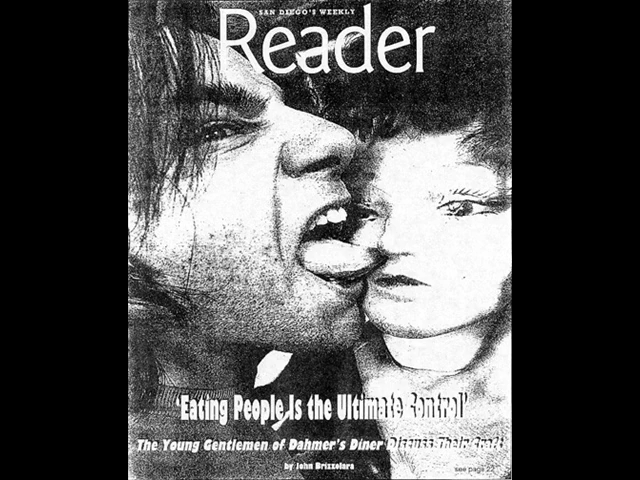 SAN DIEGO'S WEEKLY
Reader
'Eating People Is the Ultimate Control'
The Young Gentlemen of Dahmer's Diner Discuss Their Craft
by John Brizzolara
see page 22